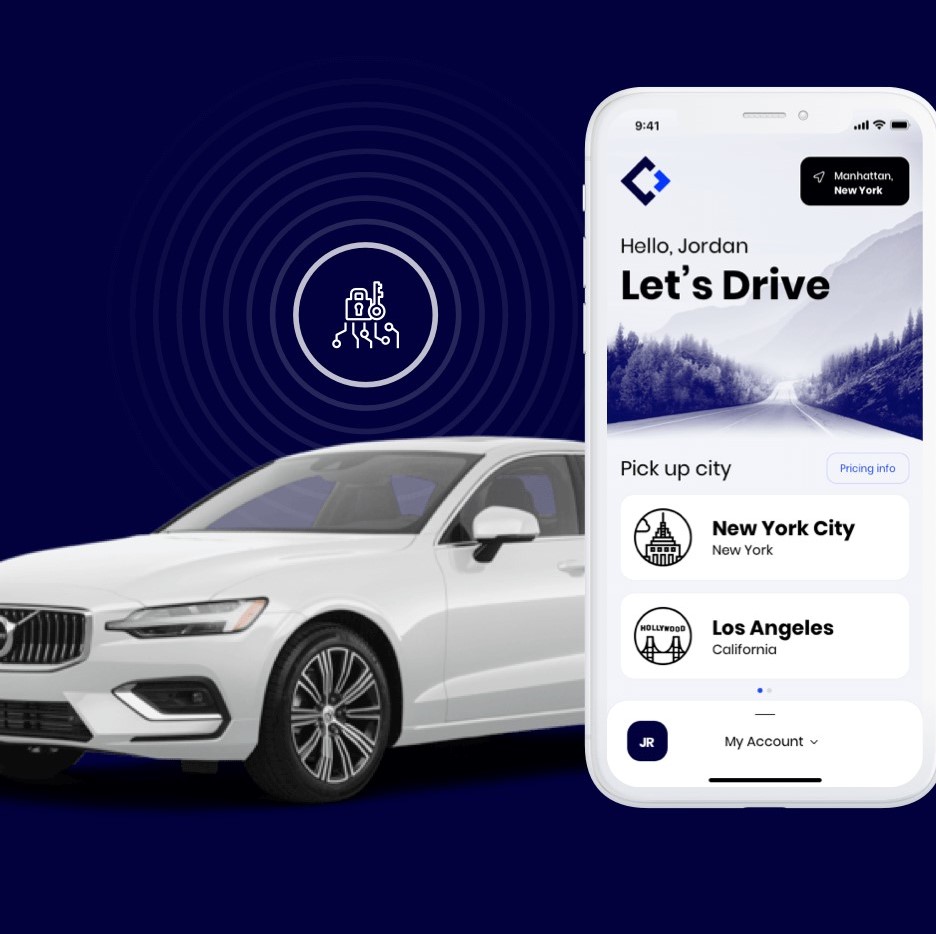 9:41
Manhattan,
New York
Hello, Jordan
Let's Drive
Pick up city
Pricing info
New York City
New York
HOLLYWOOD
Los Angeles
California
JR
My Account